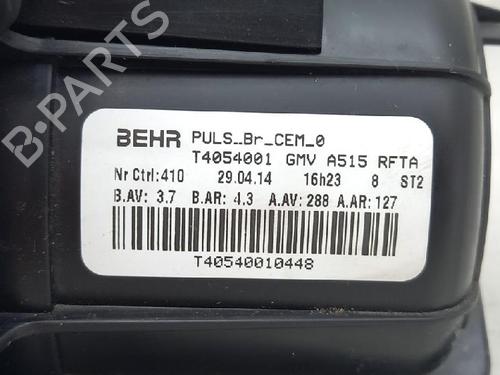 B-PARTS
BEHR PULS_Br_CEM_0
T4054001 GMV A515 RFTA
Nr Ctrl:410 29.04.14 16h23 8 ST2
B.AV: 3.7 B.AR: 4.3 A.AV: 288 A.AR: 127
T40540010448